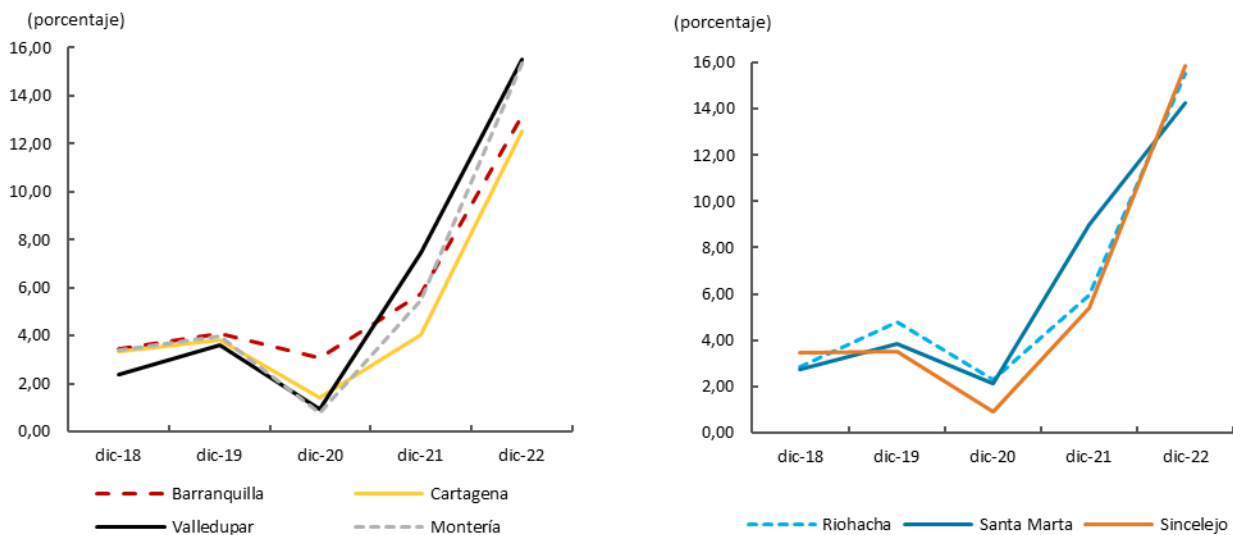 (porcentaje)
16,00
14,00
12,00
10,00
8,00
6,00
4,00
2,00
0,00
dic-18 dic-19 dic-20 dic-21 dic-22
Barranquilla Cartagena
Valledupar Montería
(porcentaje)
16,00
14,00
12,00
10,00
8,00
6,00
4,00
2,00
0,00
dic-18 dic-19 dic-20 dic-21 dic-22
Riohacha Santa Marta Sincelejo